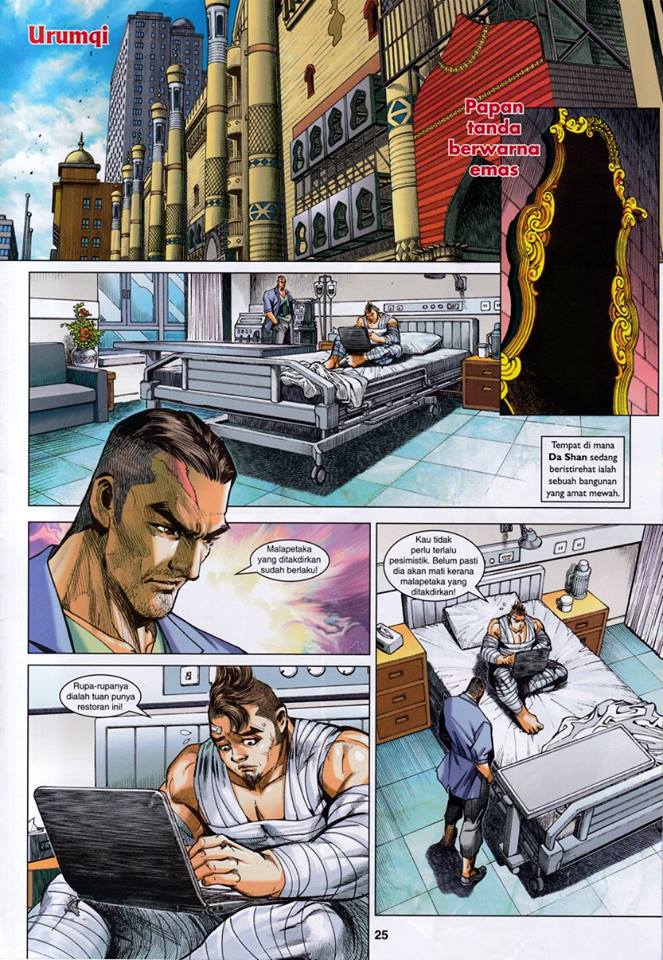 Urumqi
Papan
tanda
berwarna
emas
Tempat di mana
Da Shan sedang
beristirehat ialah
sebuah bangunan
yang amat mewah.
Malapetaka
yang ditakdirkan
sudah berlaku!
Kau tidak
perlu terlalu
pesimistik. Belum pasti
dia akan mati kerana
malapetaka yang
ditakdirkan!
Rupa-rupanya
dialah tuan punya
restoran ini!
25